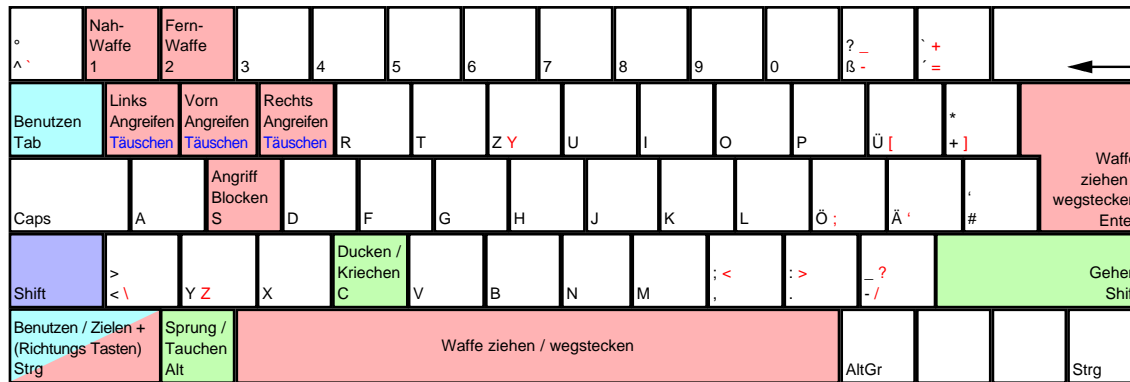 ° Nah- Fern- ? _ ` +
Waffe Waffe
^ ` 1 2 3 4 5 6 7 8 9 0 ß - ´ =
Links Vorn Rechts *
Benutzen Angreifen Angreifen Angreifen
Tab Täuschen Täuschen Täuschen R T Z Y U I O P Ü [ + ]
Angriff Waffe
Blocken ‘ ziehen
Caps A S D F G H J K L Ö ; Ä ‘ # wegstecken
Enter
Ducken /
> Kriechen ; < : > _ ? Gehen
Shift < \ Y Z X C V B N M , . - / Shift
Benutzen / Zielen + Sprung /
(Richtungs Tasten) Tauchen Waffe ziehen / wegstecken
Strg Alt AltGr Strg